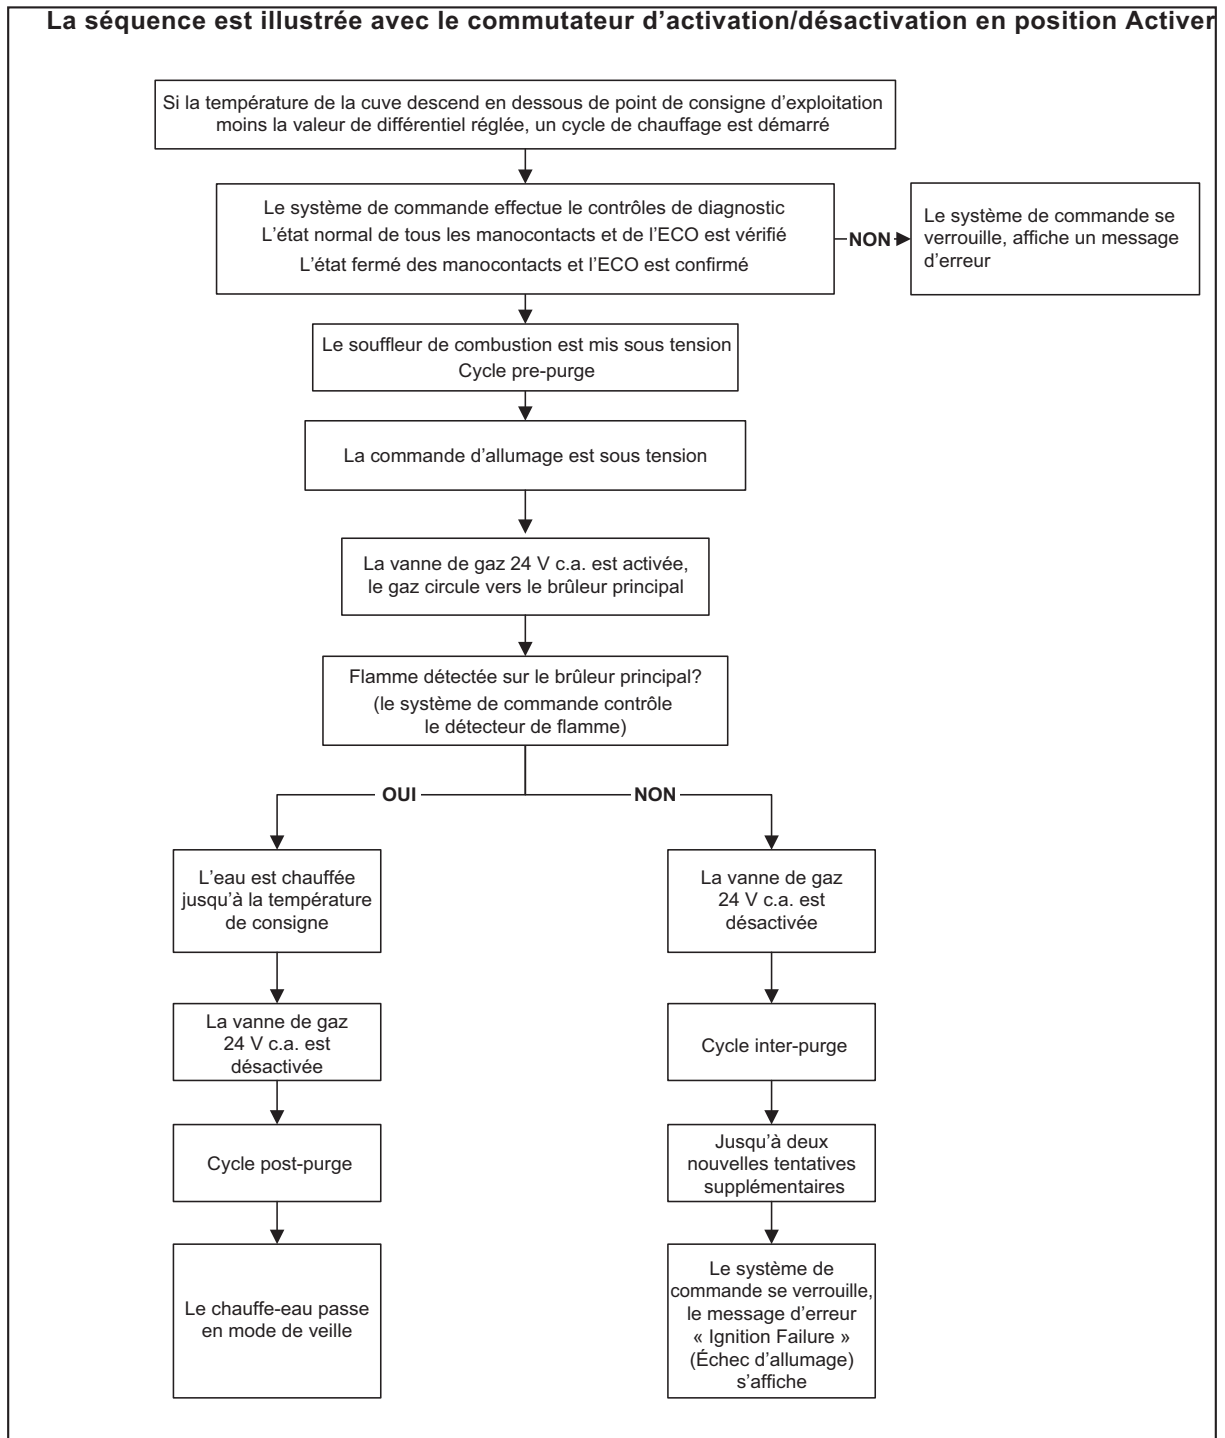 La séquence est illustrée avec le commutateur d'activation/désactivation en position Activer
Si la température de la cuve descend en dessous de point de consigne d'exploitation
moins la valeur de différentiel réglée, un cycle de chauffage est démarré
Le système de commande effectue le contrôles de diagnostic
L'état normal de tous les manocontacts et de l'ECO est vérifié
L'état fermé des manocontacts et l'ECO est confirmé
NON
Le système de commande se
verrouille, affiche un message
d'erreur
Le souffleur de combustion est mis sous tension
Cycle pre-purge
La commande d'allumage est sous tension
La vanne de gaz 24 V c.a. est activée,
le gaz circule vers le brûleur principal
Flamme détectée sur le brûleur principal?
(le système de commande contrôle
le détecteur de flamme)
OUI
NON
L'eau est chauffée
jusqu'à la température
de consigne
La vanne de gaz
24 V c.a. est
désactivée
Cycle post-purge
Le chauffe-eau passe
en mode de veille
La vanne de gaz
24 V c.a. est
désactivée
Cycle inter-purge
Jusqu'à deux
nouvelles tentatives
supplémentaires
Le système de
commande se verrouille,
le message d'erreur
« Ignition Failure »
(Échec d'allumage)
s'affiche